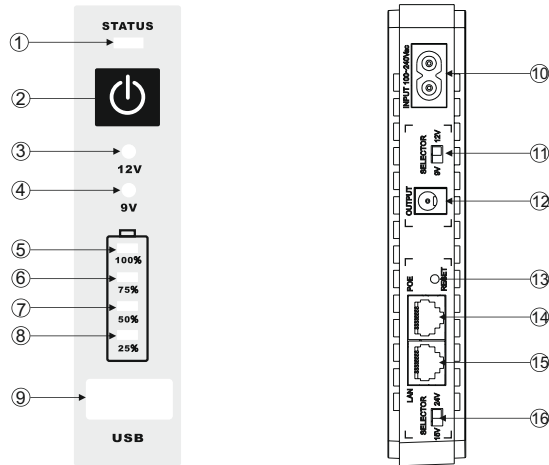 STATUS
1
2
3
12V
4
9V
5
100%
6
75%
7
50%
8
25%
9
USB
INPUT 100~240Vac
10
SELECTOR
9V 12V
11
OUTPUT
12
POE
RESET
13
14
15
LAN
SELECTOR
15V 24V
16